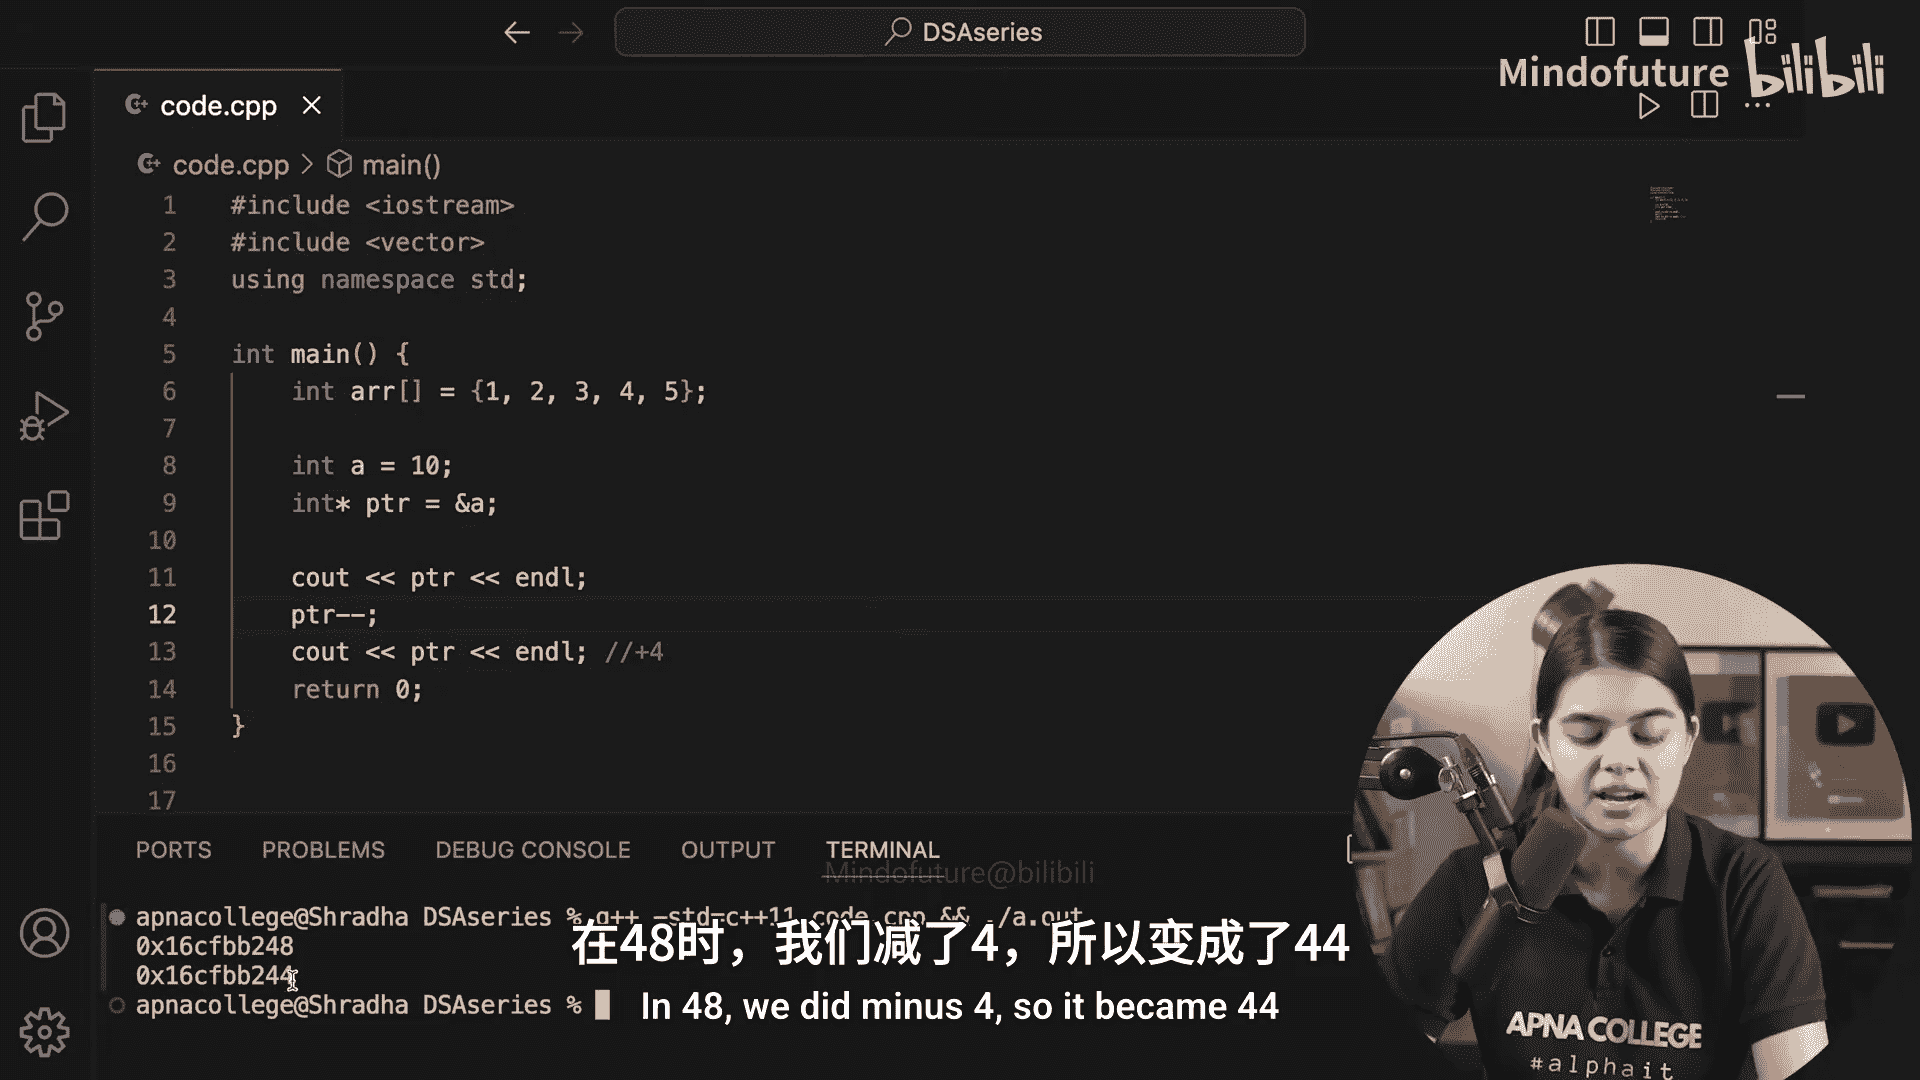 DSAseries
Mindofuture bilibili
code.cpp
code.cpp > main()
1 #include <iostream>
2 #include <vector>
3 using namespace std;
4
5 int main() {
6 int arr[] = {1, 2, 3, 4, 5};
7
8 int a = 10;
9 int* ptr = &a;
10
11 cout << ptr << endl;
12 ptr--;
13 cout << ptr << endl; //+4
14 return 0;
15 }
16
17
PORTS PROBLEMS DEBUG CONSOLE OUTPUT TERMINAL
Mindofuture@bilibili
apnacollege@Shradha DSAseries % g++ -std=c++11 code.cpp && ./a.out
0x16cfbb248
0x16cfbb244
apnacollege@Shradha DSAseries %
在48时，我们减了4，所以变成了44
In 48, we did minus 4, so it became 44
APNA COLLEGE
#alphait